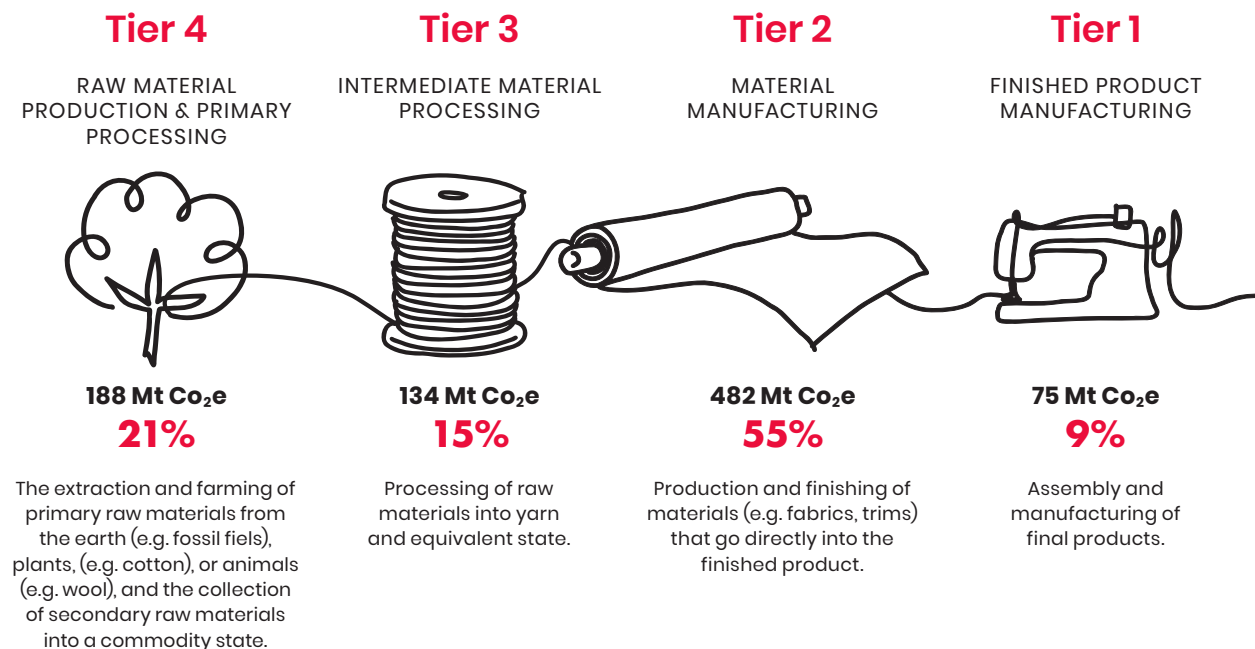 Tier 4
RAW MATERIAL
PRODUCTION & PRIMARY
PROCESSING
188 Mt Co₂e
21%
The extraction and farming of
primary raw materials from
the earth (e.g. fossil fiels),
plants, (e.g. cotton), or animals
(e.g. wool), and the collection
of secondary raw materials
into a commodity state.
Tier 3
INTERMEDIATE MATERIAL
PROCESSING
134 Mt Co₂e
15%
Processing of raw
materials into yarn
and equivalent state.
Tier 2
MATERIAL
MANUFACTURING
482 Mt Co₂e
55%
Production and finishing of
materials (e.g. fabrics, trims)
that go directly into the
finished product.
Tier 1
FINISHED PRODUCT
MANUFACTURING
75 Mt Co₂e
9%
Assembly and
manufacturing of
final products.